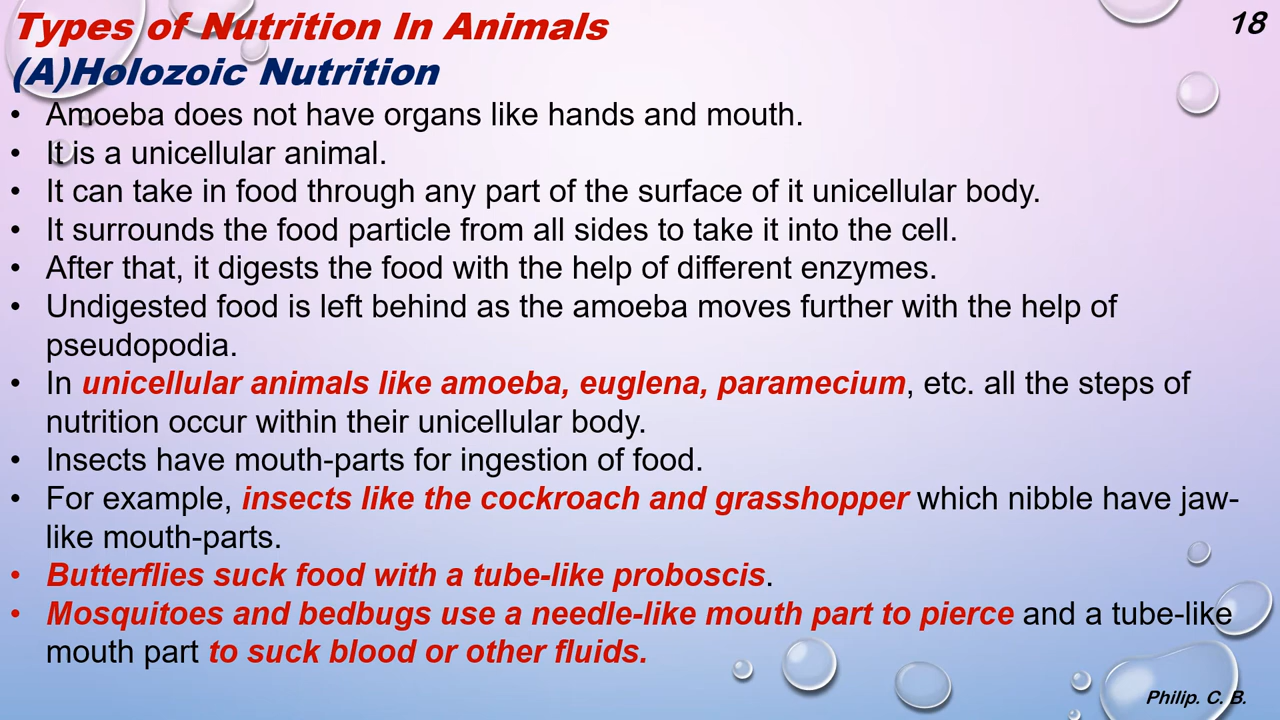 Types of Nutrition In Animals
18
(A)Holozoic Nutrition
• Amoeba does not have organs like hands and mouth.
• It is a unicellular animal.
• It can take in food through any part of the surface of it unicellular body.
• It surrounds the food particle from all sides to take it into the cell.
• After that, it digests the food with the help of different enzymes.
• Undigested food is left behind as the amoeba moves further with the help of
pseudopodia.
• In unicellular animals like amoeba, euglena, paramecium, etc. all the steps of
nutrition occur within their unicellular body.
• Insects have mouth-parts for ingestion of food.
• For example, insects like the cockroach and grasshopper which nibble have jaw-
like mouth-parts.
• Butterflies suck food with a tube-like proboscis.
• Mosquitoes and bedbugs use a needle-like mouth part to pierce and a tube-like
mouth part to suck blood or other fluids.
Philip. C. B.